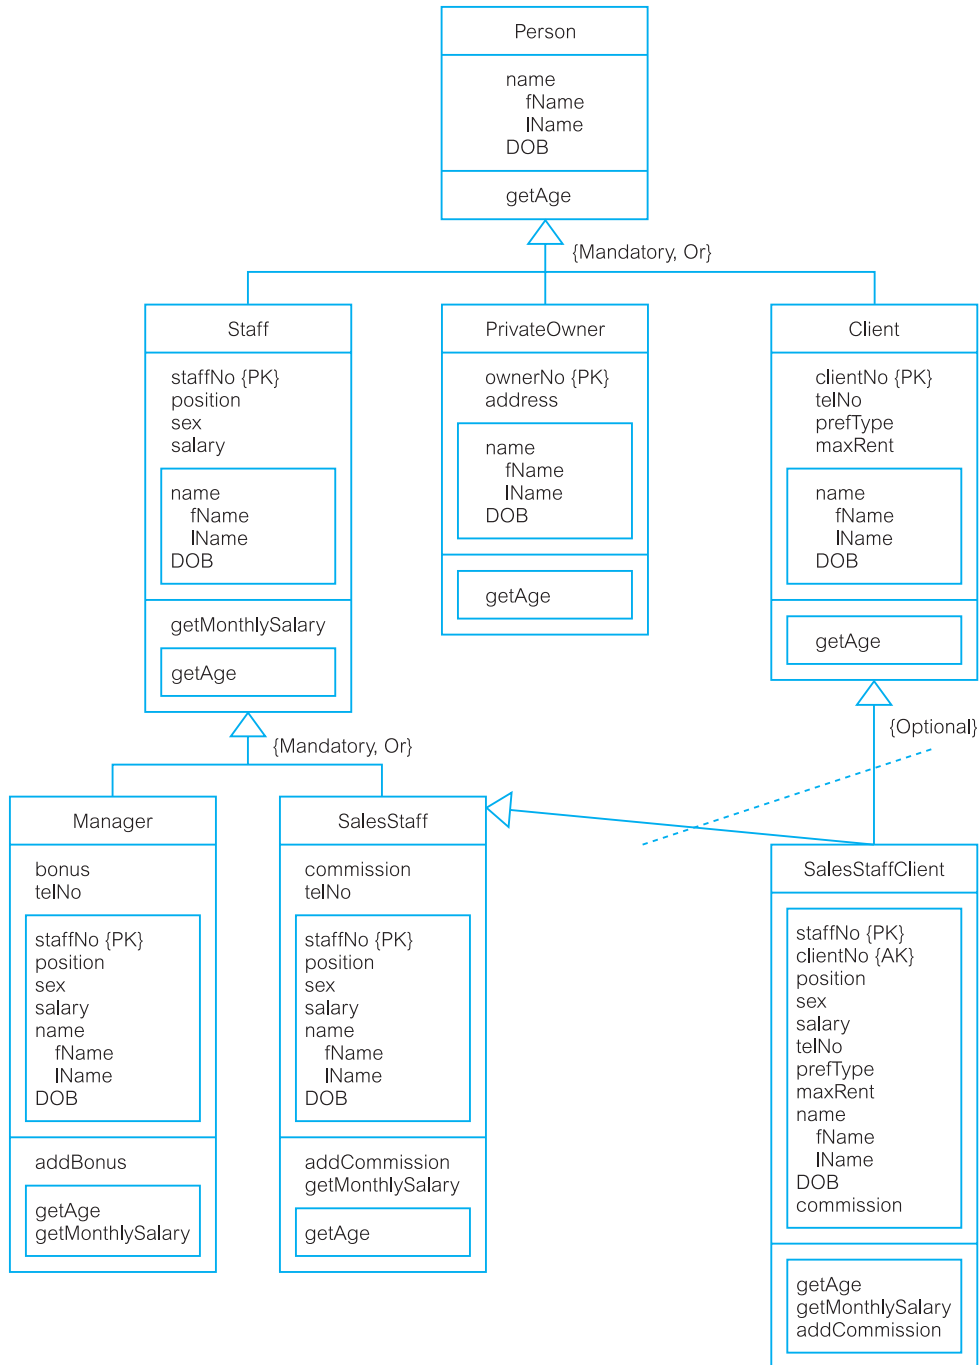 Person
name
fName
lName
DOB
getAge
{Mandatory, Or}
Staff
staffNo {PK}
position
sex
salary
name
fName
lName
DOB
getMonthlySalary
getAge
PrivateOwner
ownerNo {PK}
address
name
fName
lName
DOB
getAge
Client
clientNo {PK}
telNo
prefType
maxRent
name
fName
lName
DOB
getAge
{Mandatory, Or}
{Optional}
Manager
bonus
telNo
staffNo {PK}
position
sex
salary
name
fName
lName
DOB
addBonus
getAge
getMonthlySalary
SalesStaff
commission
telNo
staffNo {PK}
position
sex
salary
name
fName
lName
DOB
addCommission
getMonthlySalary
getAge
SalesStaffClient
staffNo {PK}
clientNo {AK}
position
sex
salary
telNo
prefType
maxRent
name
fName
lName
DOB
commission
getAge
getMonthlySalary
addCommission